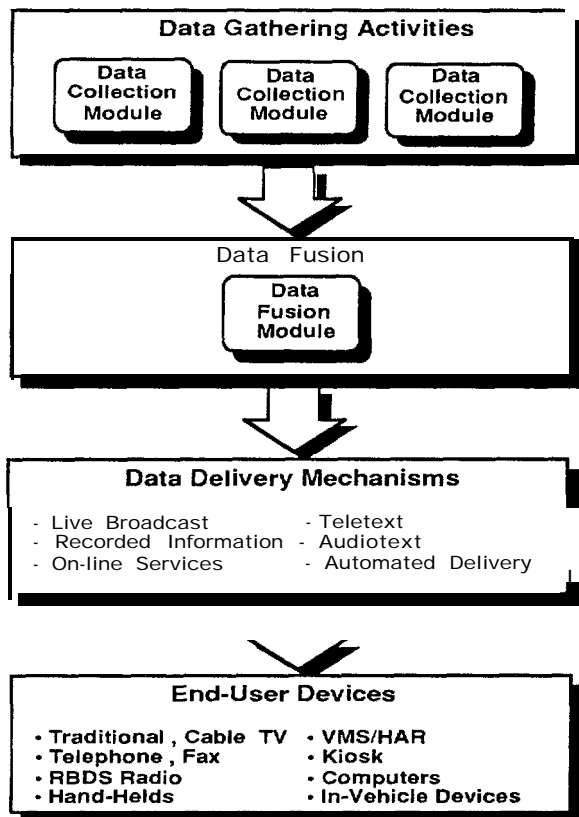 Data Gathering Activities
Data Collection Module
Data Collection Module
Data Collection Module
Data Fusion
Data Fusion Module
Data Delivery Mechanisms
- Live Broadcast
- Recorded Information
- On-line Services
- Teletext
- Audiotext
- Automated Delivery
End-User Devices
• Traditional , Cable TV
• Telephone , Fax
• RBDS Radio
• Hand-Helds
• VMS/HAR
• Kiosk
• Computers
• In-Vehicle Devices